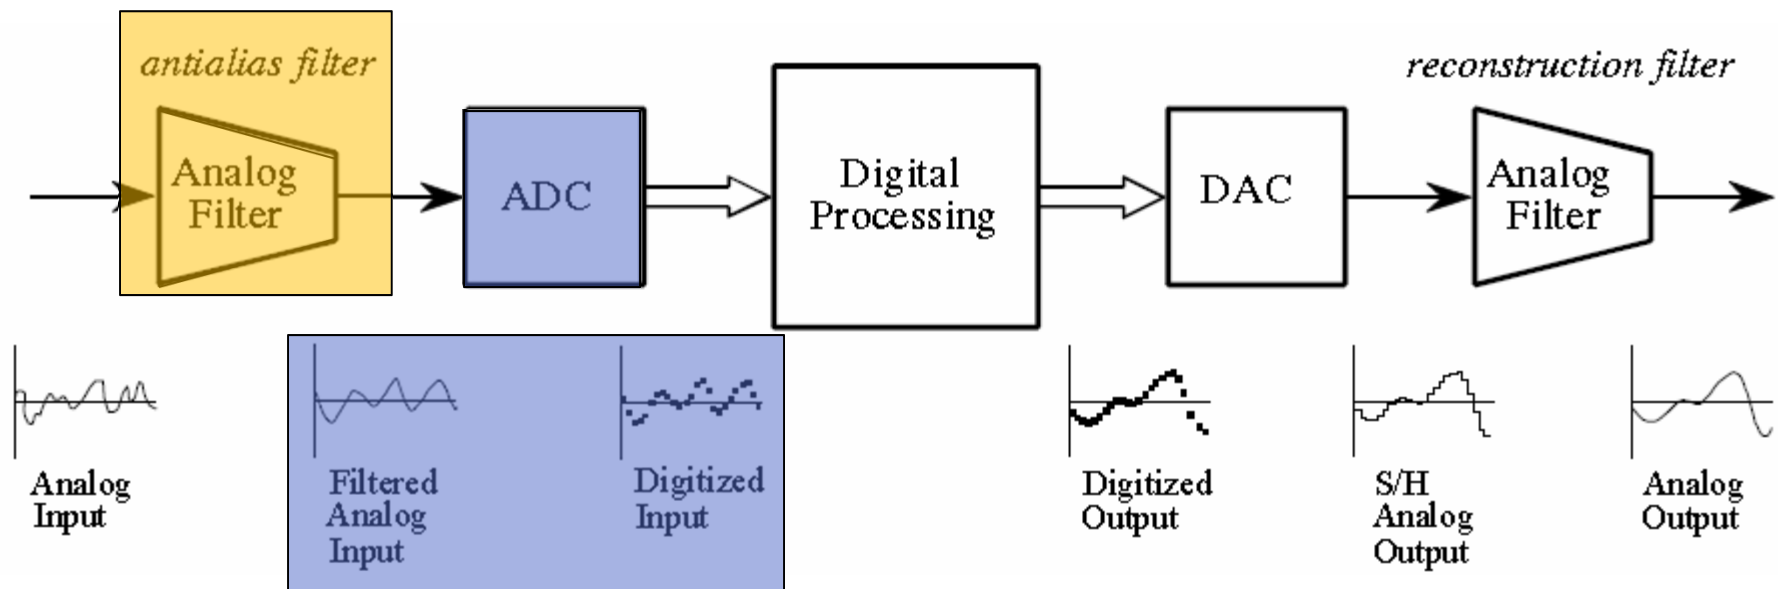 antialias filter
reconstruction filter
Analog
Filter
ADC
Digital
Processing
DAC
Analog
Filter
Analog
Input
Filtered
Analog
Input
Digitized
Input
Digitized
Output
S/H
Analog
Output
Analog
Output